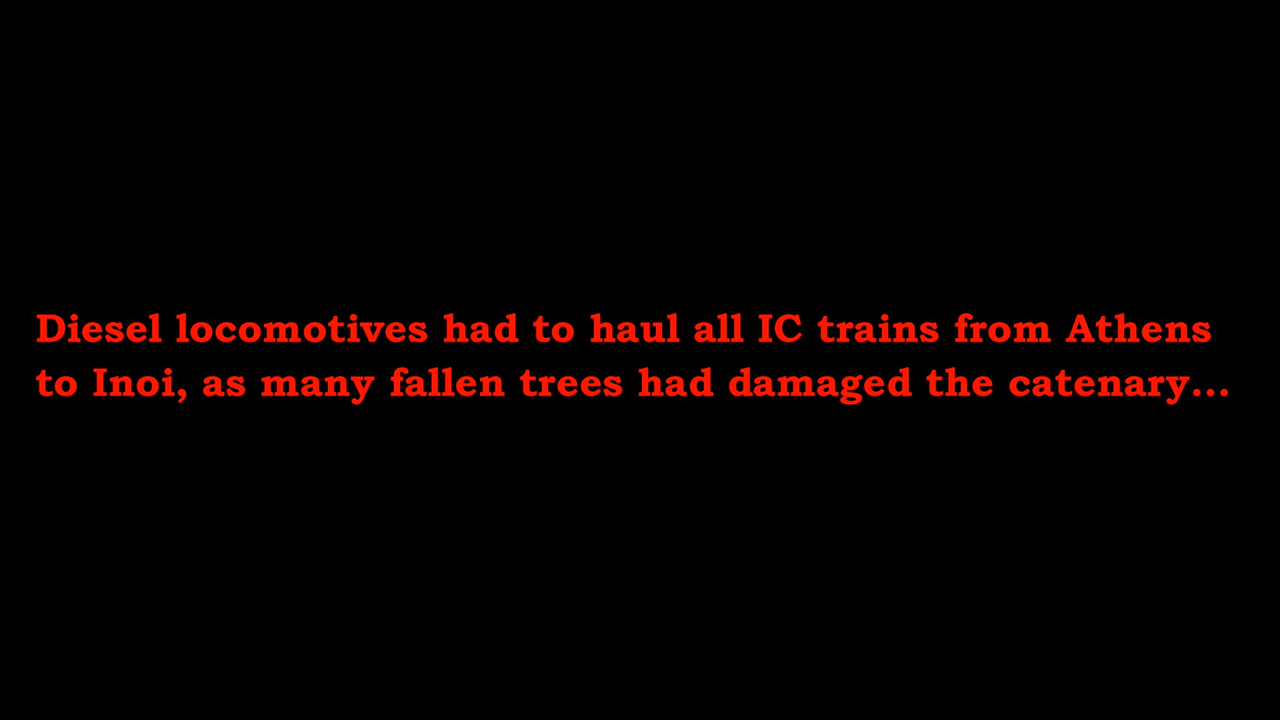 Diesel locomotives had to haul all IC trains from Athens
to Inoi, as many fallen trees had damaged the catenary...